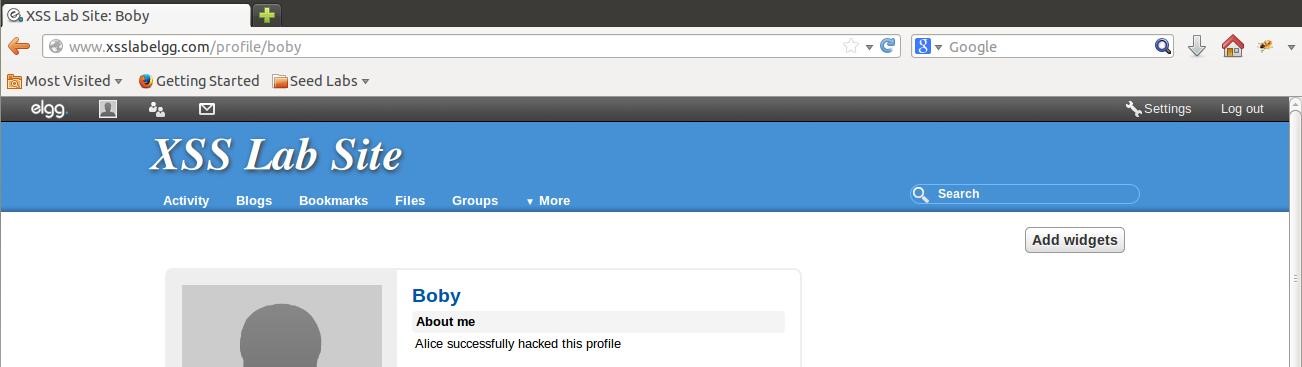 XSS Lab Site: Boby
www.xsslabelgg.com/profile/boby
Google
Most Visited Getting Started Seed Labs
elgg Settings Log out
XSS Lab Site
Activity Blogs Bookmarks Files Groups ▼ More Search
Add widgets
Boby
About me
Alice successfully hacked this profile